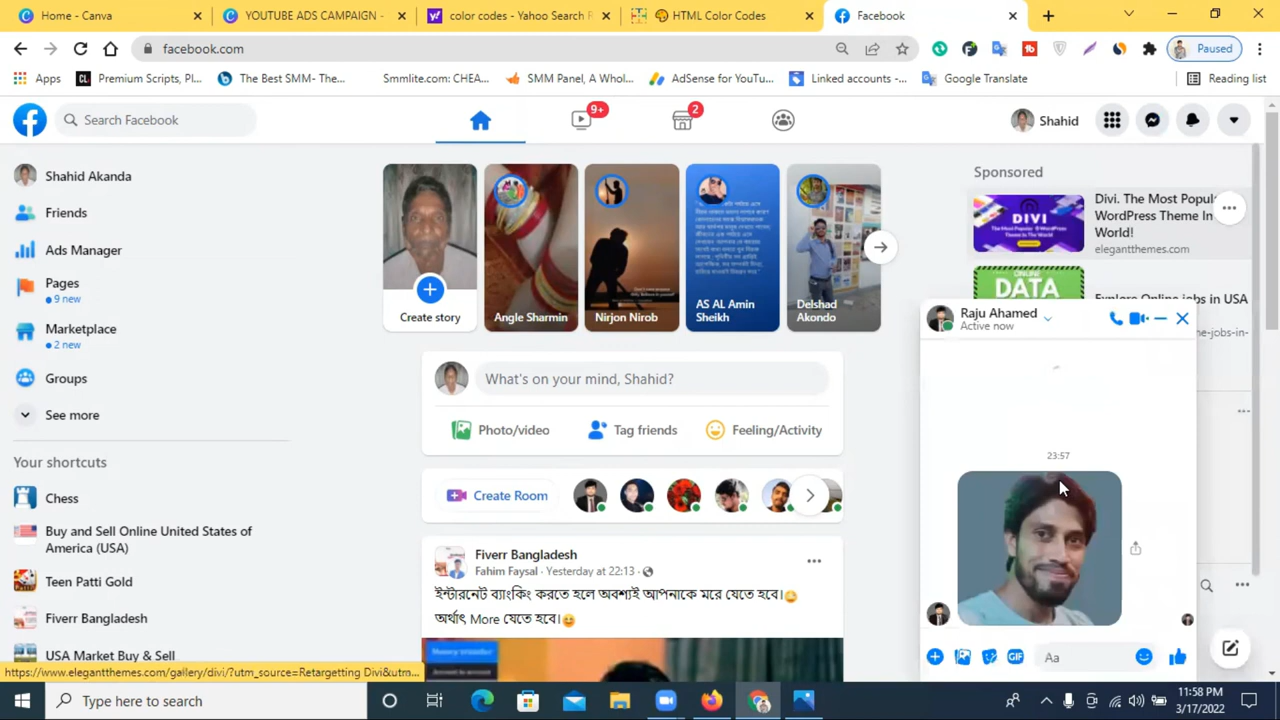 Home - Canva
YOUTUBE ADS CAMPAIGN -
color codes - Yahoo Search R
HTML Color Codes
Facebook
facebook.com
Paused
Apps
Premium Scripts, Pl...
The Best SMM- The...
Smmlite.com: CHEA...
SMM Panel, A Whol...
AdSense for YouTu...
Linked accounts -...
Google Translate
Reading list
Search Facebook
9+
2
Shahid
Shahid Akanda
Friends
Ads Manager
Pages
9 new
Marketplace
2 new
Groups
See more
Your shortcuts
Chess
Buy and Sell Online United States of
America (USA)
Teen Patti Gold
Fiverr Bangladesh
USA Market Buy & Sell
Create story
Angle Sharmin
Nirjon Nirob
AS AL Amin
Sheikh
Delshad
Akondo
What's on your mind, Shahid?
Photo/video
Tag friends
Feeling/Activity
Create Room
Fiverr Bangladesh
Fahim Faysal · Yesterday at 22:13 ·
ইন্টারনেট ব্যাংকিং করতে হলে অবশ্যই আপনাকে মরে যেতে হবে।
অর্থাৎ More যেতে হবে।
Sponsored
DIVI
Divi. The Most Popul
WordPress Theme In
World!
elegantthemes.com
DATA
Explore Online jobs in USA
e-jobs-in-
Raju Ahamed
Active now
23:57
GIF
Aa
https://www.elegantthemes.com/gallery/divi/?utm_source=Retargetting Divi&utm...
Type here to search
11:58 PM
3/17/2022